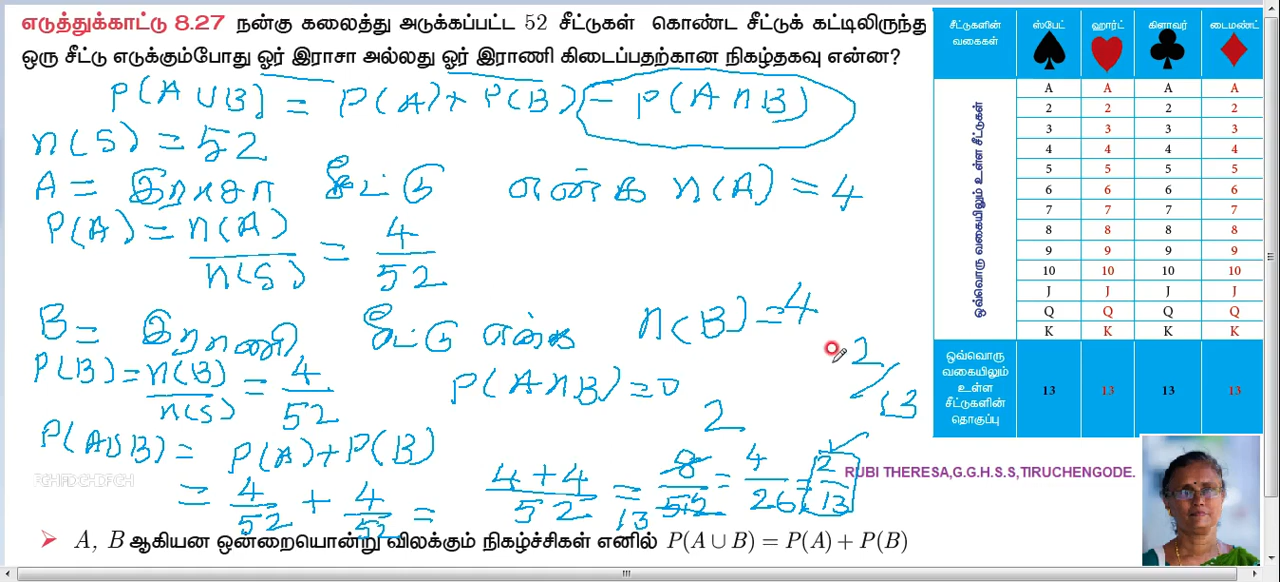 எடுத்துக்காட்டு 8.27 நன்கு கலைத்து அடுக்கப்பட்ட 52 சீட்டுகள் கொண்ட சீட்டுக் கட்டிலிருந்து
ஒரு சீட்டு எடுக்கும்போது ஓர் இராசா அல்லது ஓர் இராணி கிடைப்பதற்கான நிகழ்தகவு என்ன?
P(A∪B) = P(A)+P(B) - P(A∩B)
n(S) = 52
A = இராசா சீட்டு என்க n(A) = 4
P(A) = n(A)/n(S) = 4/52
B = இராணி சீட்டு என்க n(B) = 4
P(B) = n(B)/n(S) = 4/52 P(A∩B) = 0
2/13
P(A∪B) = P(A)+P(B)
2
= 4/52 + 4/52 = 4+4/52 = 8/52 = 4/26 = 2/13
13
A, B ஆகியன ஒன்றையொன்று விலக்கும் நிகழ்ச்சிகள் எனில் P(A ∪ B) = P(A) + P(B)
சீட்டுகளின் வகைகள் ஸ்பேட் ஹார்ட் கிளாவர் டைமண்ட்
ஒவ்வொரு வகையிலும் உள்ள சீட்டுகள்
A A A A
2 2 2 2
3 3 3 3
4 4 4 4
5 5 5 5
6 6 6 6
7 7 7 7
8 8 8 8
9 9 9 9
10 10 10 10
J J J J
Q Q Q Q
K K K K
ஒவ்வொரு வகையிலும் உள்ள சீட்டுகளின் தொகுப்பு 13 13 13 13
RUBI THERESA,G.G.H.S.S,TIRUCHENGODE.